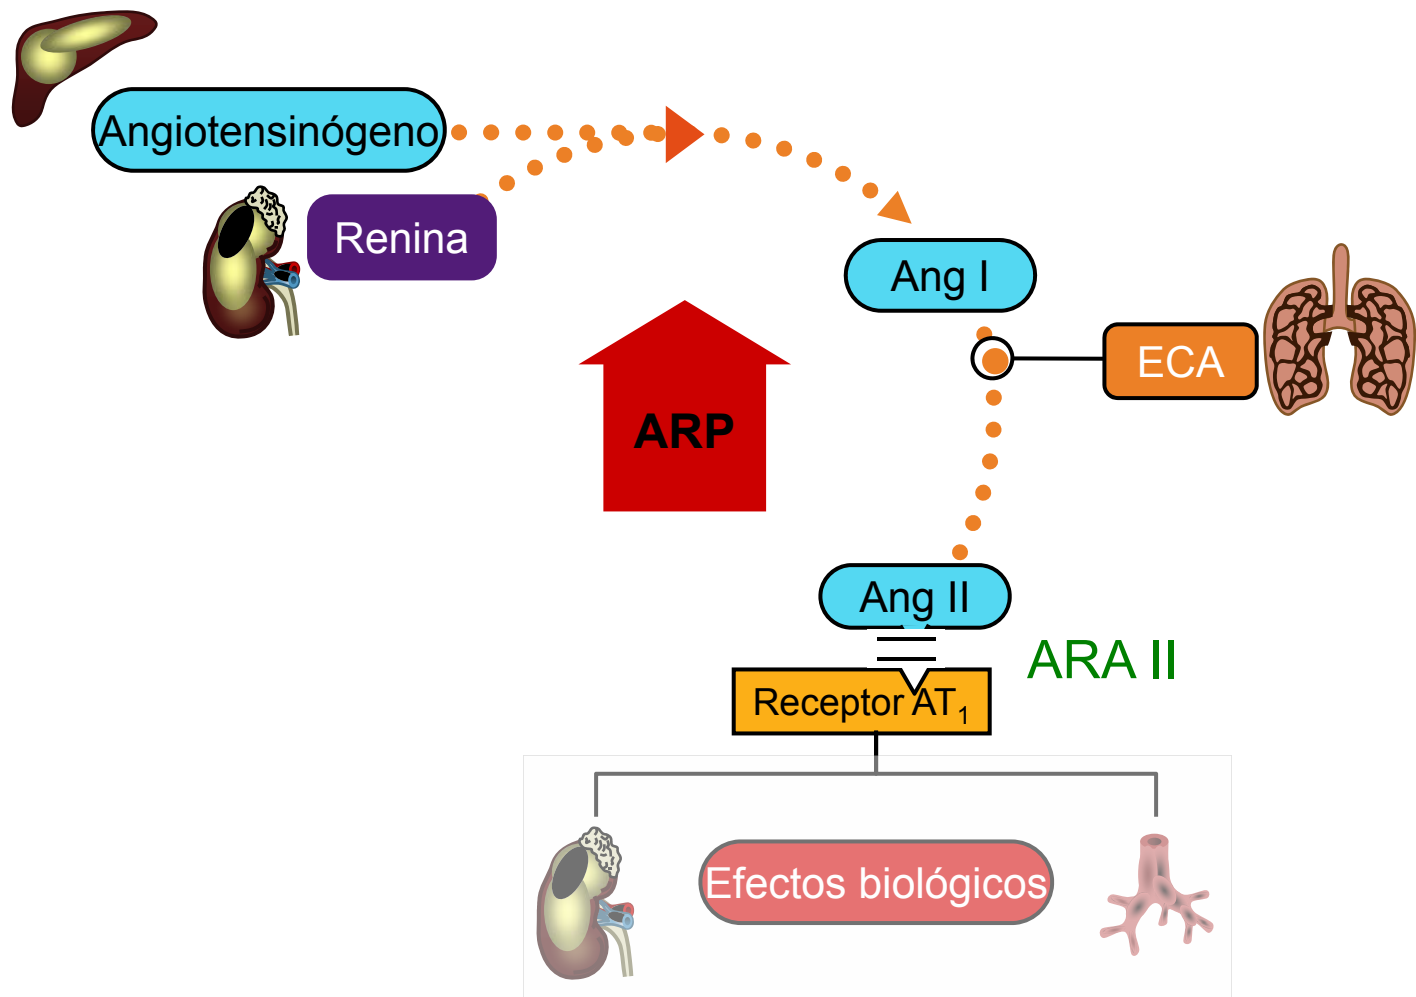 Angiotensinógeno
Renina
Ang I
ECA
ARP
Ang II
ARA II
Receptor AT₁
Efectos biológicos